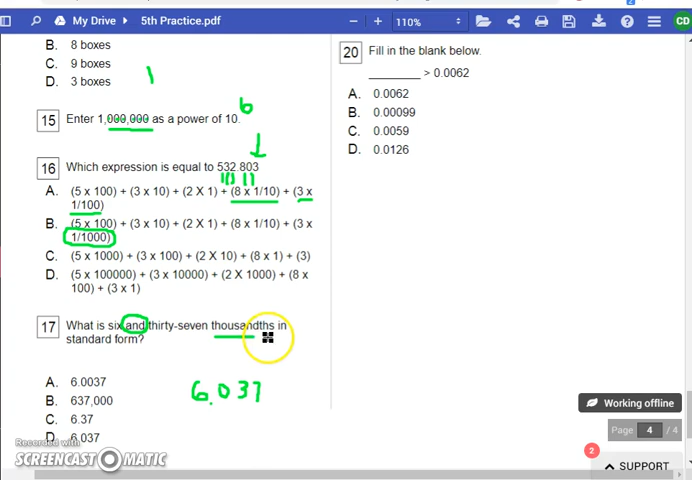 My Drive > 5th Practice.pdf
110%
CD
2
B. 8 boxes
C. 9 boxes
D. 3 boxes
1
15 Enter 1,000,000 as a power of 10.
6
16 Which expression is equal to 532 803
A. (5 x 100) + (3 x 10) + (2 X 1) + (8 x 1/10) + (3 x
1/100)
B. (5 x 100) + (3 x 10) + (2 X 1) + (8 x 1/10) + (3 x
1/1000)
C. (5 x 1000) + (3 x 100) + (2 x 10) + (8 x 1) + (3)
D. (5 x 100000) + (3 x 10000) + (2 X 1000) + (8 x
100) + (3 x 1)
17 What is six and thirty-seven thousandths in
standard form?
A. 6.0037
B. 637,000
C. 6.37
D. 6.037
6.037
20 Fill in the blank below.
________ > 0.0062
A. 0.0062
B. 0.00099
C. 0.0059
D. 0.0126
Working offline
Page 4 / 4
2
SUPPORT
Recorded with
SCREENCAST-O-MATIC